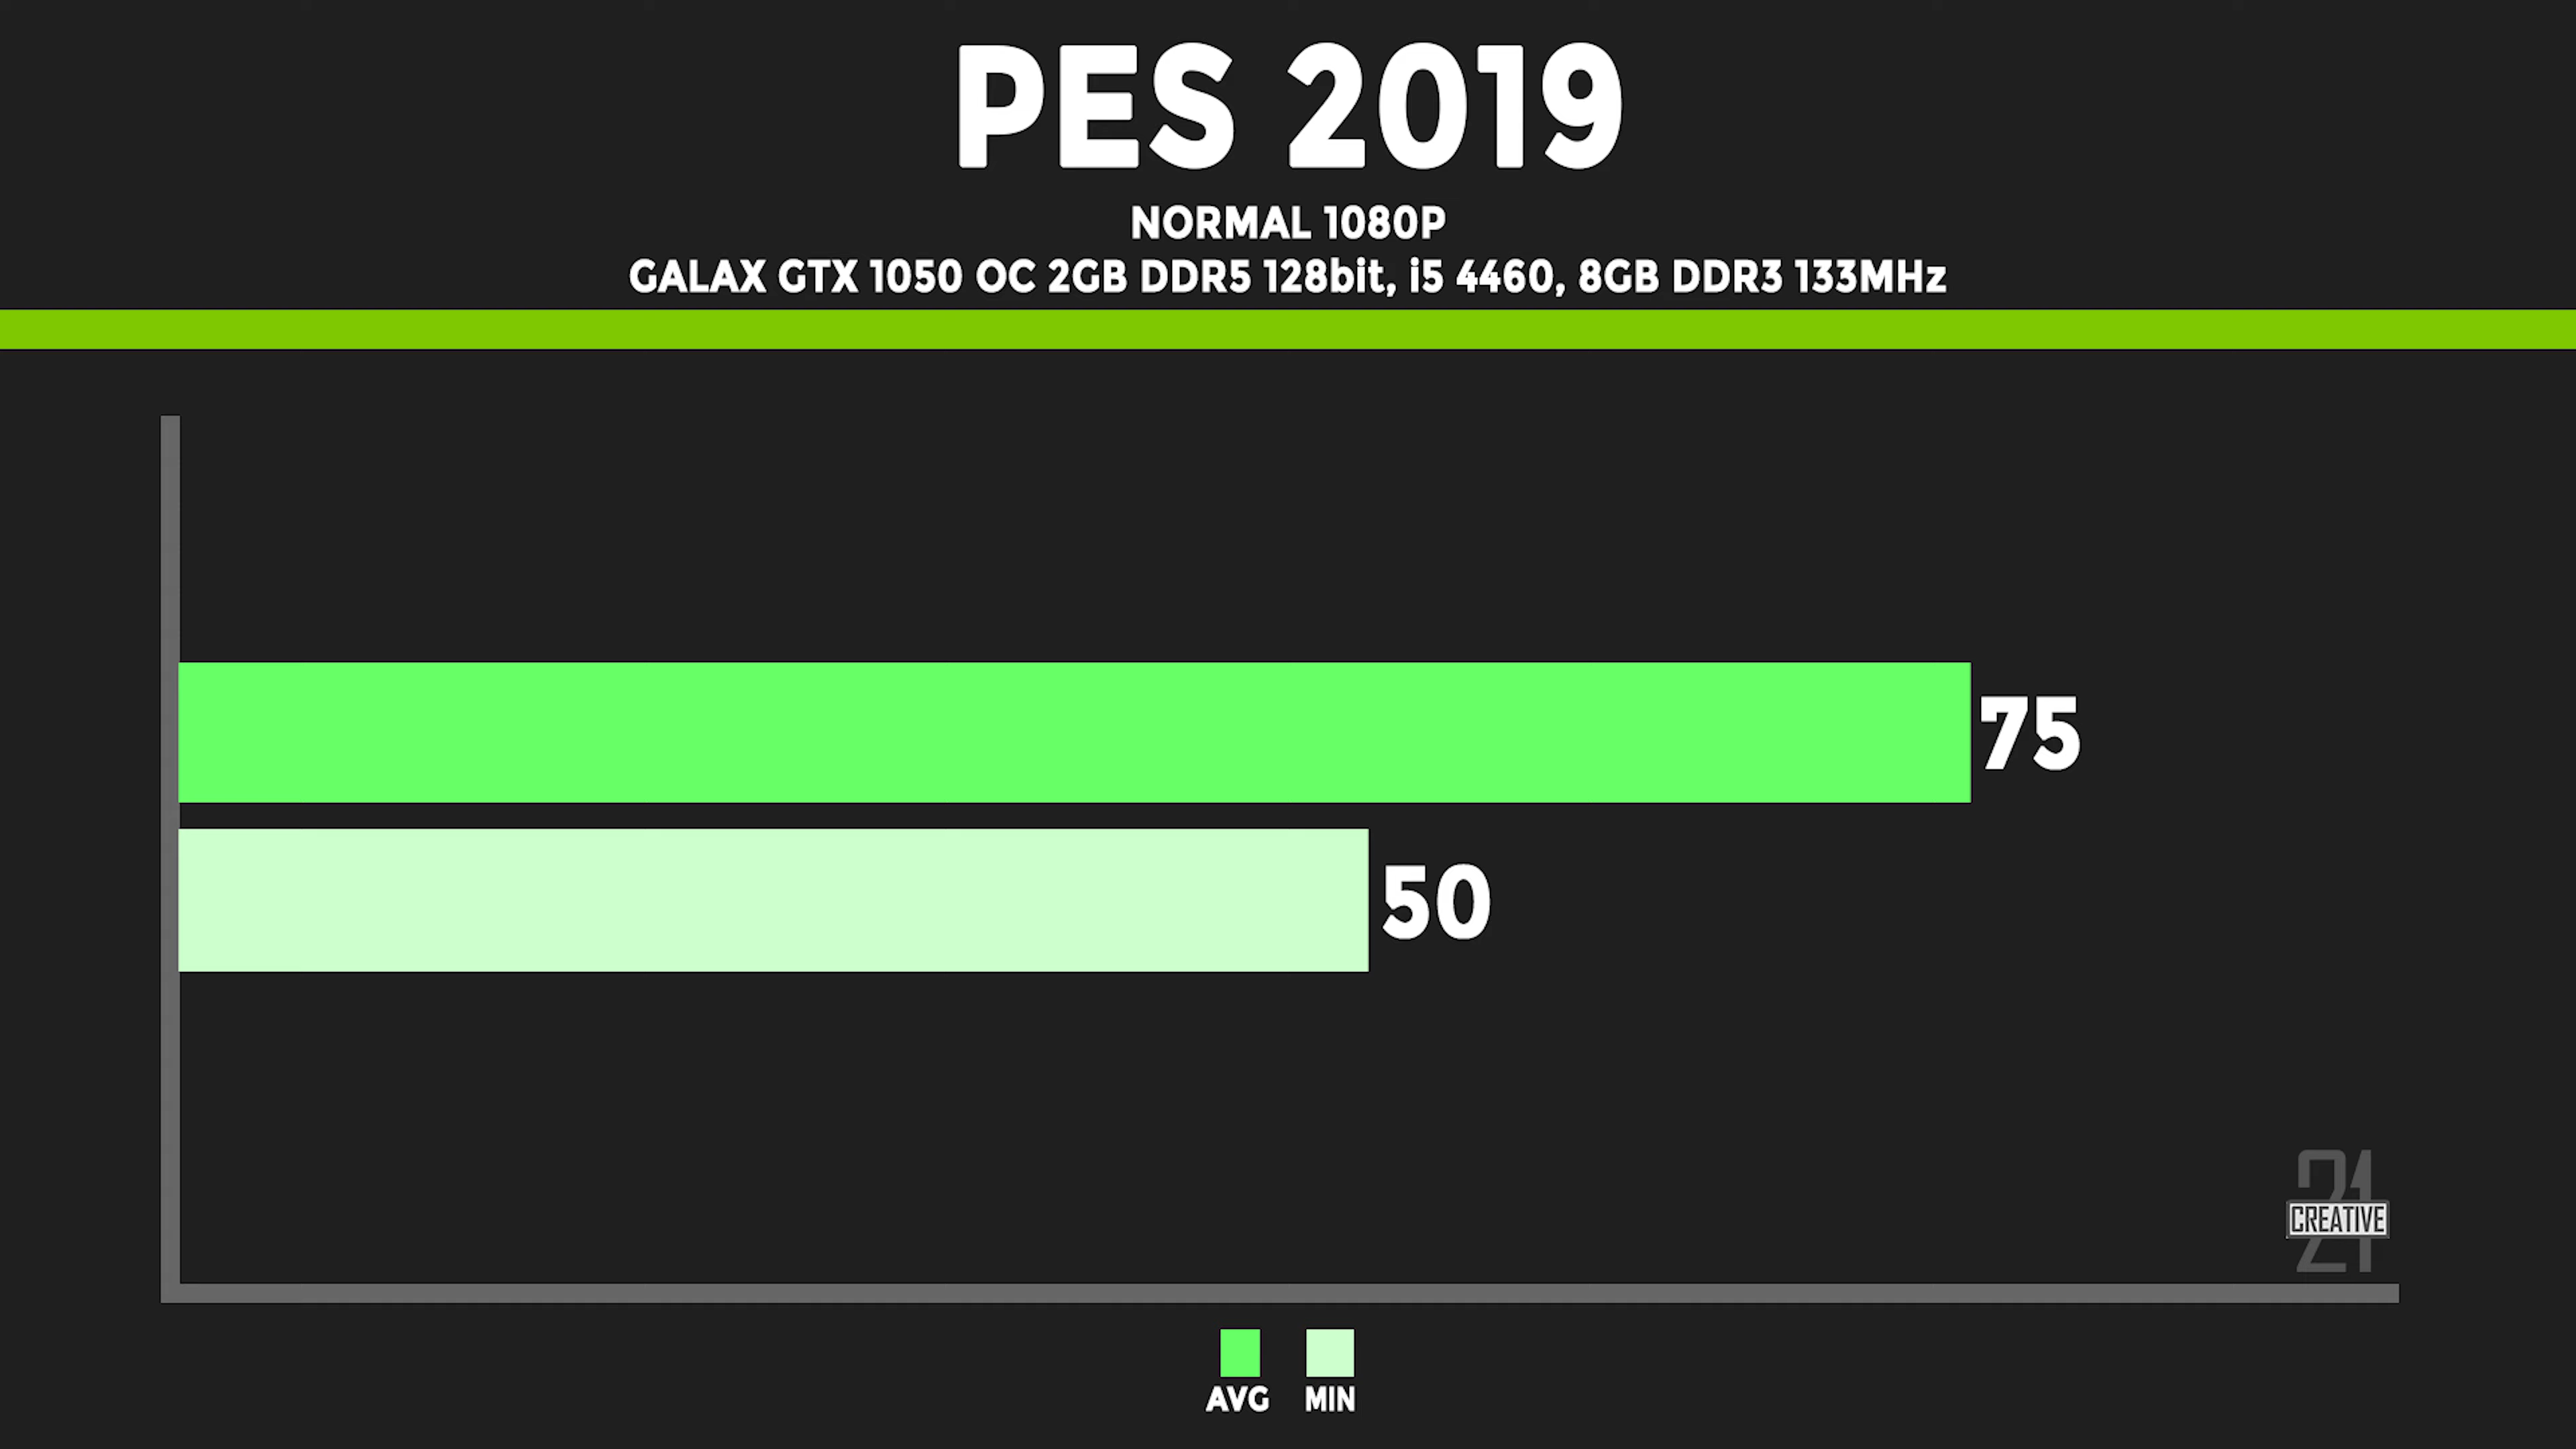 PES 2019
NORMAL 1080P
GALAX GTX 1050 OC 2GB DDR5 128bit, i5 4460, 8GB DDR3 133MHz
75
50
21
CREATIVE
AVG MIN